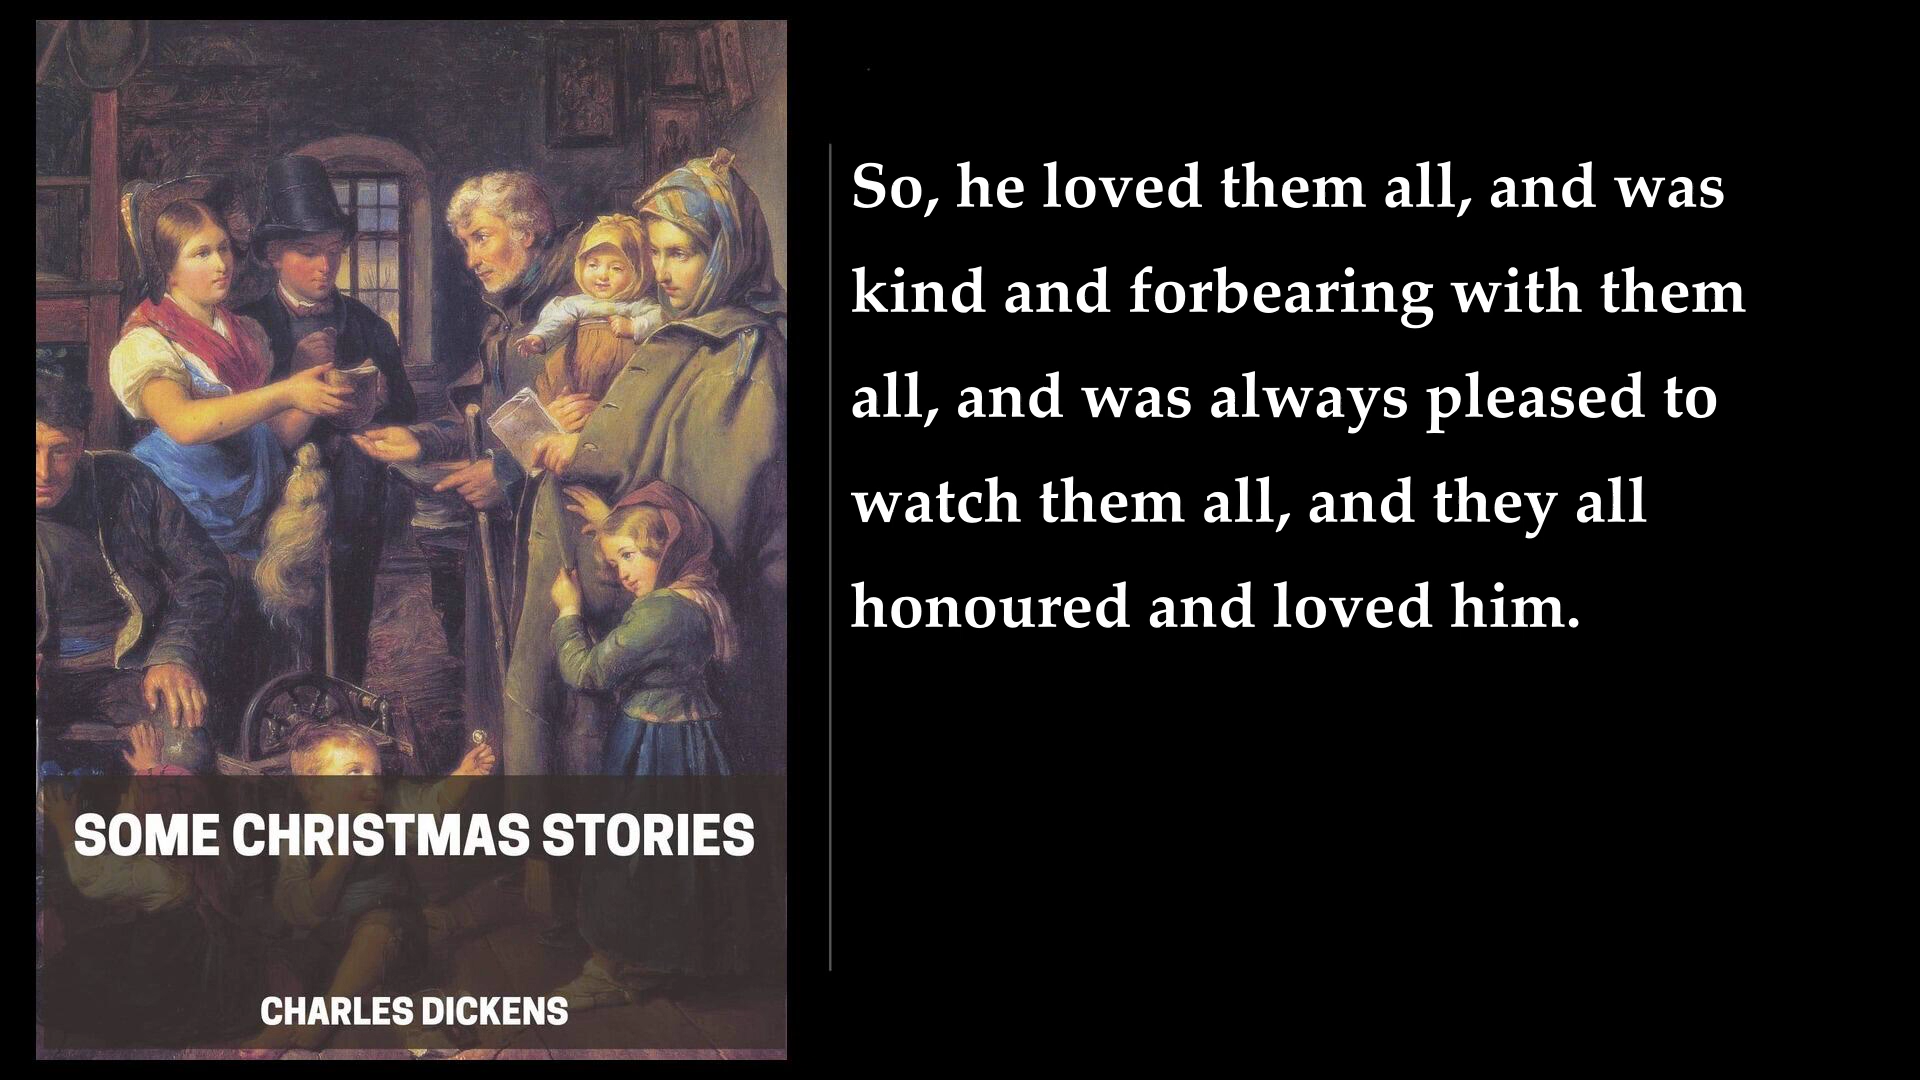 So, he loved them all, and was
kind and forbearing with them
all, and was always pleased to
watch them all, and they all
honoured and loved him.
SOME CHRISTMAS STORIES
CHARLES DICKENS